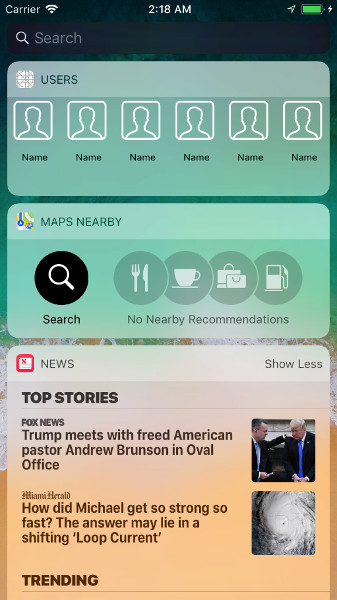 Carrier 2:18 AM
Search
USERS
Name Name Name Name Name Name
MAPS NEARBY
Search No Nearby Recommendations
NEWS Show Less
TOP STORIES
FOX NEWS
Trump meets with freed American
pastor Andrew Brunson in Oval
Office
Miami Herald
How did Michael get so strong so
fast? The answer may lie in a
shifting ‘Loop Current’
TRENDING